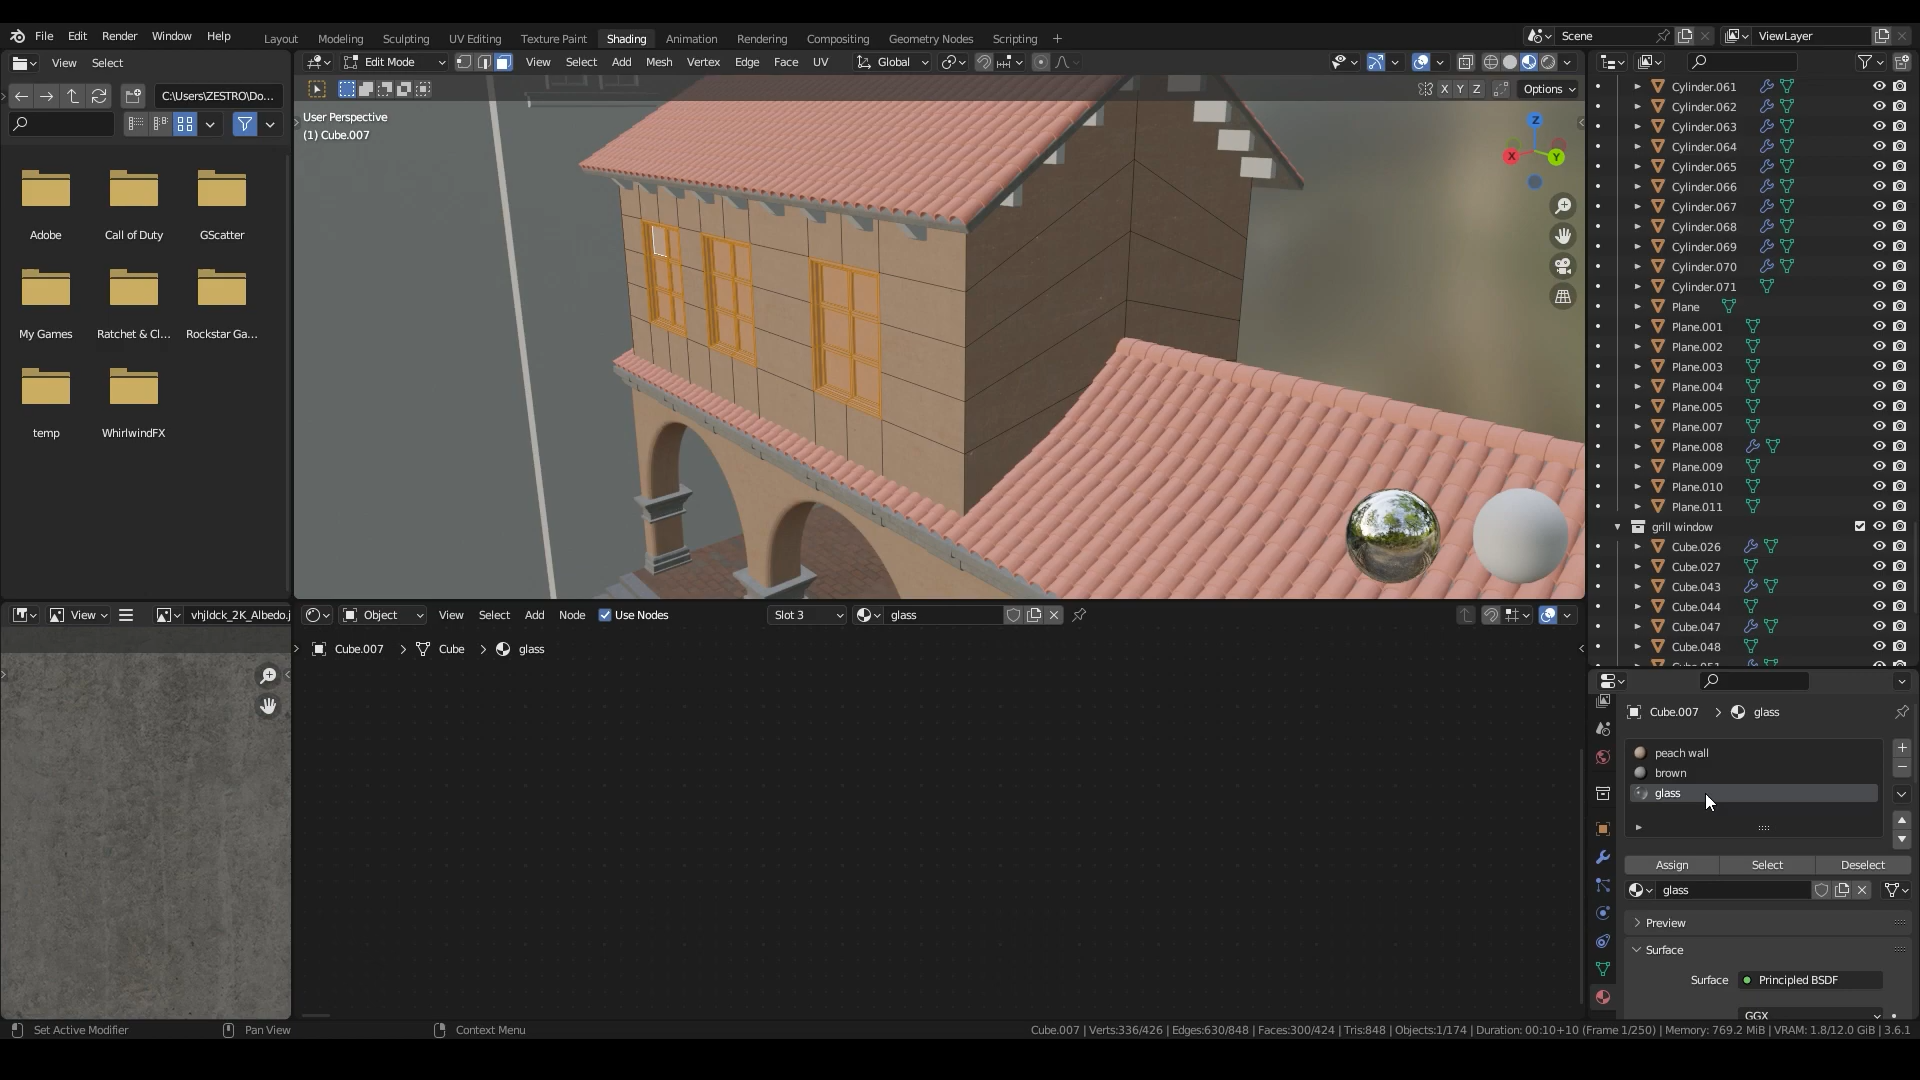 File Edit Render Window Help
Layout Modeling Sculpting UV Editing Texture Paint Shading Animation Rendering Compositing Geometry Nodes Scripting
Scene
ViewLayer
View Select
C:\Users\ZESTRO\Do...
Adobe Call of Duty GScatter
My Games Ratchet & Cl... Rockstar Ga...
temp WhirlwindFX
Edit Mode View Select Add Mesh Vertex Edge Face UV Global
X Y Z Options
User Perspective
(1) Cube.007
Z
X Y
Cylinder.061
Cylinder.062
Cylinder.063
Cylinder.064
Cylinder.065
Cylinder.066
Cylinder.067
Cylinder.068
Cylinder.069
Cylinder.070
Cylinder.071
Plane
Plane.001
Plane.002
Plane.003
Plane.004
Plane.005
Plane.007
Plane.008
Plane.009
Plane.010
Plane.011
grill window
Cube.026
Cube.027
Cube.043
Cube.044
Cube.047
Cube.048
View vhjldck_2K_Albedo.j
Object View Select Add Node Use Nodes Slot 3 glass
Cube.007 Cube glass
Cube.007 glass
peach wall
brown
glass
Assign Select Deselect
glass
Preview
Surface
Surface Principled BSDF
GGX
Set Active Modifier Pan View Context Menu
Cube.007 | Verts:336/426 | Edges:630/848 | Faces:300/424 | Tris:848 | Objects:1/174 | Duration: 00:10+10 (Frame 1/250) | Memory: 769.2 MiB | VRAM: 1.8/12.0 GiB | 3.6.1